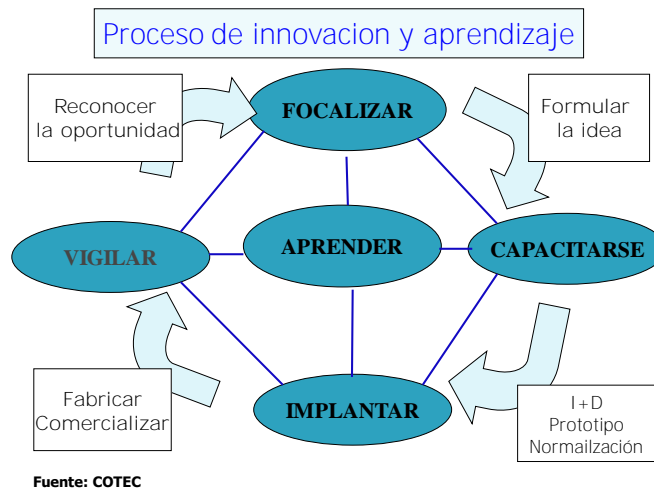 Proceso de innovacion y aprendizaje
Reconocer
la oportunidad
FOCALIZAR
Formular
la idea
VIGILAR
APRENDER
CAPACITARSE
Fabricar
Comercializar
IMPLANTAR
I+D
Prototipo
Normailzación
Fuente: COTEC